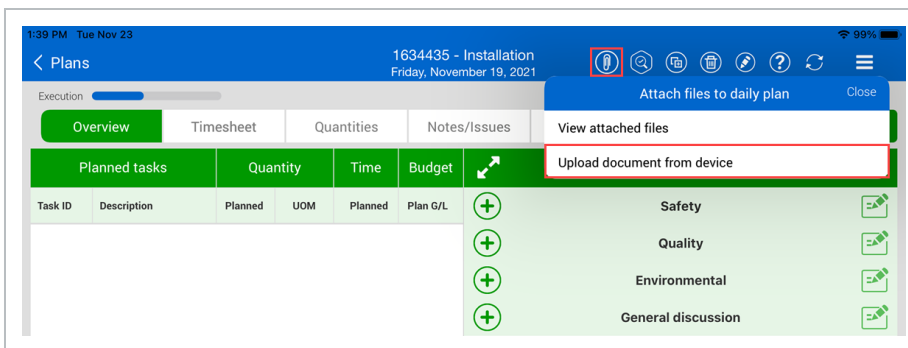 1:39 PM Tue Nov 23
99%
Plans
1634435 - Installation
Friday, November 19, 2021
Execution
Attach files to daily plan
Close
View attached files
Upload document from device
Overview
Timesheet
Quantities
Notes/Issues
Planned tasks
Quantity
Time
Budget
Task ID
Description
Planned
UOM
Planned
Plan G/L
Safety
Quality
Environmental
General discussion